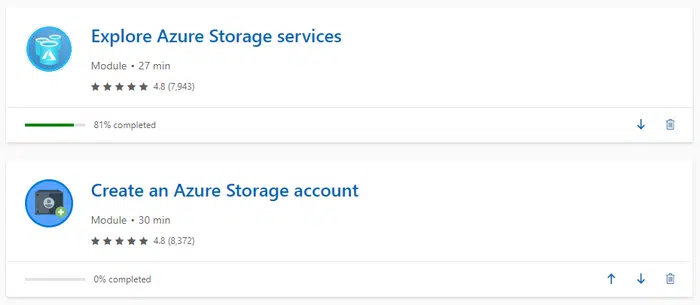 Explore Azure Storage services
Module • 27 min
4.8 (7,943)
81% completed
Create an Azure Storage account
Module • 30 min
4.8 (8,372)
0% completed